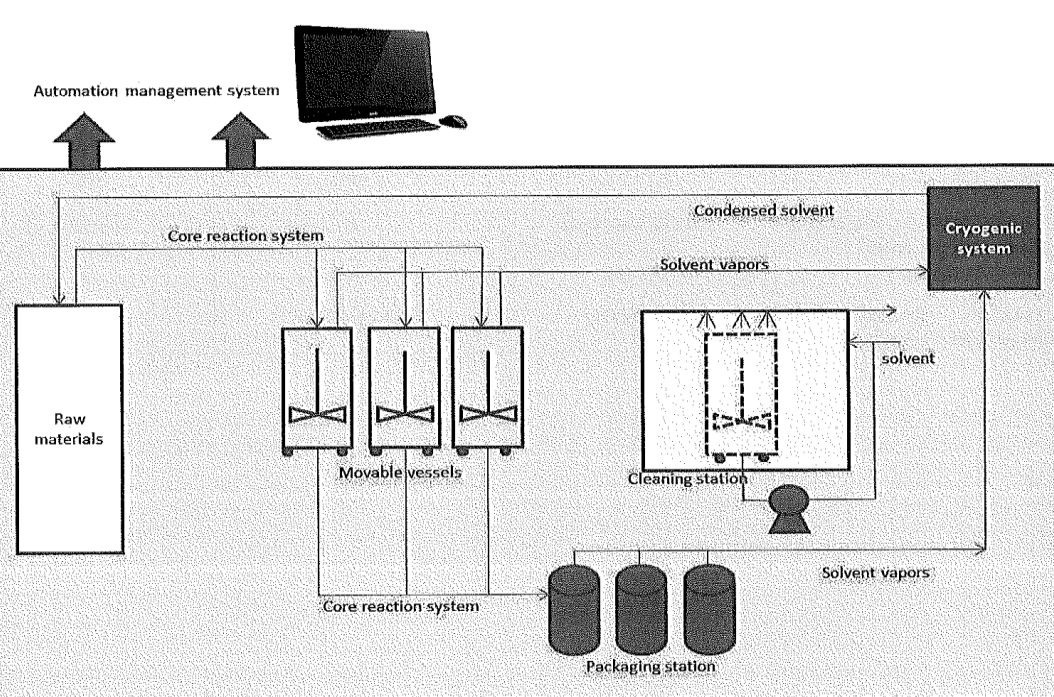 Automation management system
Condensed solvent
Cryogenic
system
Core reaction system
Solvent vapors
solvent
Raw
materials
Movable vessels
Cleaning station
Solvent vapors
Core reaction system
Packaging station